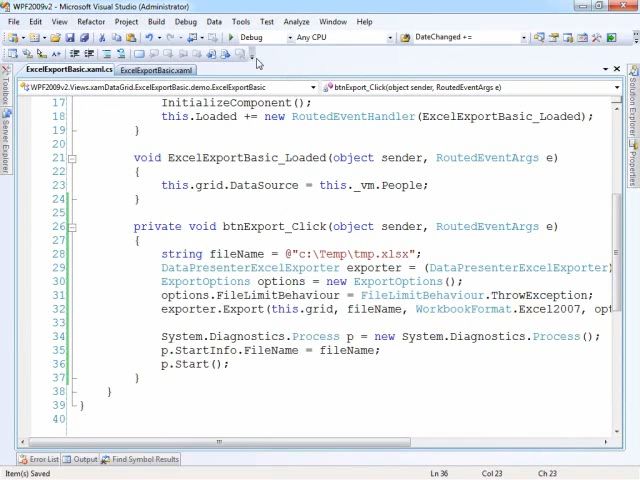 WPF2009v2 - Microsoft Visual Studio (Administrator)
File Edit View Refactor Project Build Debug Data Tools Test Analyze Window Help
Debug Any CPU DateChanged +=
ExcelExportBasic.xaml.cs ExcelExportBasic.xaml
WPF2009v2.Views.xamDataGrid.ExcelExportBasic.demo.ExcelExportBasic btnExport_Click(object sender, RoutedEventArgs e)
17 InitializeComponent();
18 this.Loaded += new RoutedEventHandler(ExcelExportBasic_Loaded);
19 }
20
21 void ExcelExportBasic_Loaded(object sender, RoutedEventArgs e)
22 {
23 this.grid.DataSource = this._vm.People;
24 }
25
26 private void btnExport_Click(object sender, RoutedEventArgs e)
27 {
28 string fileName = @"c:\Temp\tmp.xlsx";
29 DataPresenterExcelExporter exporter = (DataPresenterExcelExporter)
30 ExportOptions options = new ExportOptions();
31 options.FileLimitBehaviour = FileLimitBehaviour.ThrowException;
32 exporter.Export(this.grid, fileName, WorkbookFormat.Excel2007, opt
33
34 System.Diagnostics.Process p = new System.Diagnostics.Process();
35 p.StartInfo.FileName = fileName;
36 p.Start();
37 }
38 }
39 }
40
Toolbox
Server Explorer
Solution Explorer
Properties
Error List Output Find Symbol Results
Item(s) Saved Ln 36 Col 23 Ch 23